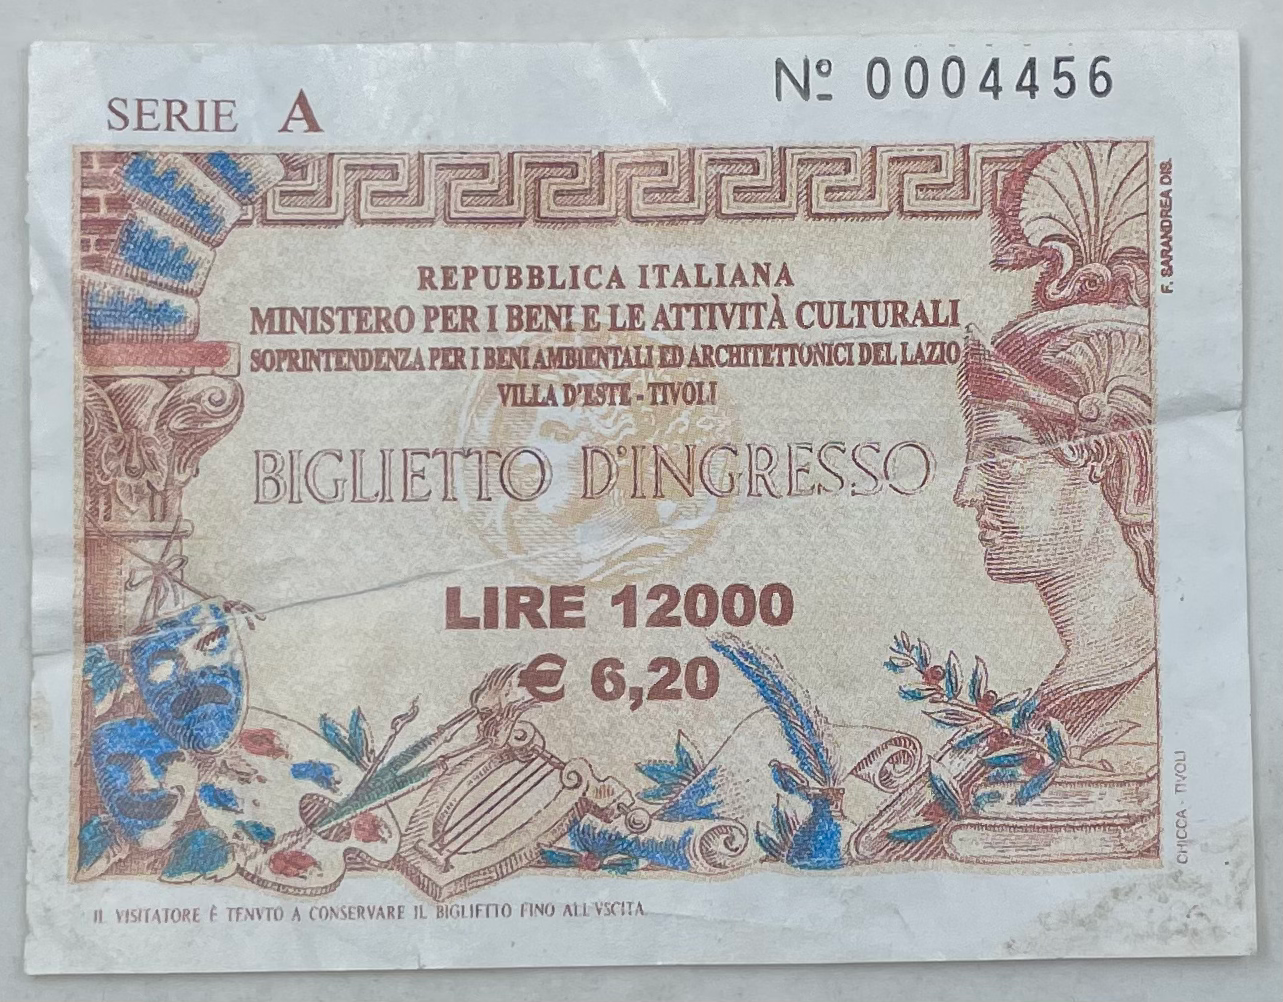 SERIE A
Nº 0004456
REPUBBLICA ITALIANA
MINISTERO PER I BENI E LE ATTIVITÀ CULTURALI
SOPRINTENDENZA PER I BENI AMBIENTALI ED ARCHITETTONICI DEL LAZIO
VILLA D'ESTE - TIVOLI
BIGLIETTO D'INGRESSO
LIRE 12000
€ 6,20
F. SARANDREA DIS.
CHICCA - TIVOLI
IL VISITATORE È TENVTO A CONSERVARE IL BIGLIETTO FINO ALL'VSCITA